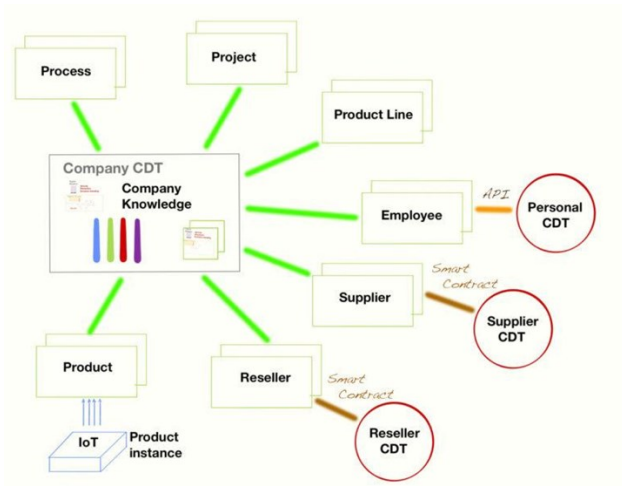 Project
Process
Product Line
Company CDT
Company
Knowledge
API
Employee
Personal
CDT
Smart
Contract
Supplier
Supplier
CDT
Product
Reseller
Smart
Contract
Reseller
CDT
IoT
Product
instance